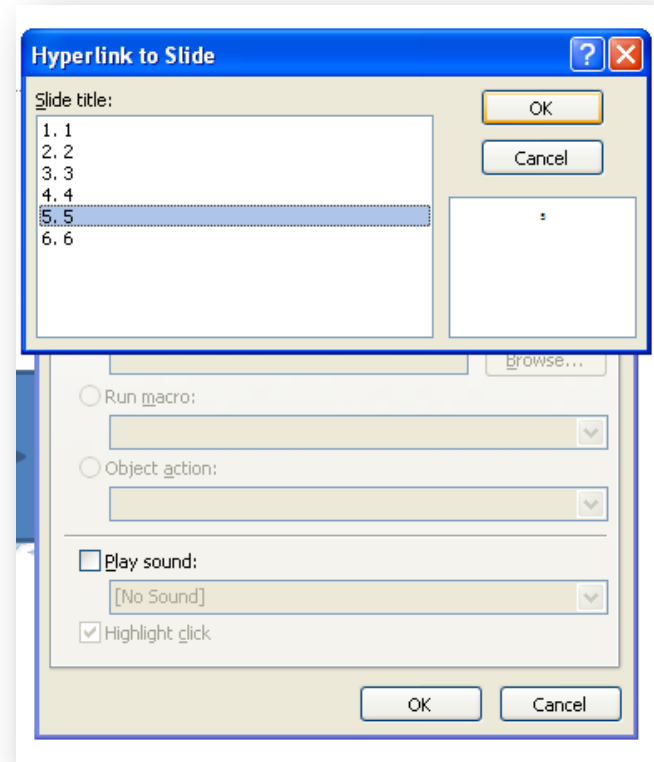 Hyperlink to Slide
Slide title:
OK
1. 1
2. 2
Cancel
3. 3
4. 4
5. 5
5
6. 6
Browse...
Run macro:
Object action:
Play sound:
[No Sound]
Highlight click
OK Cancel